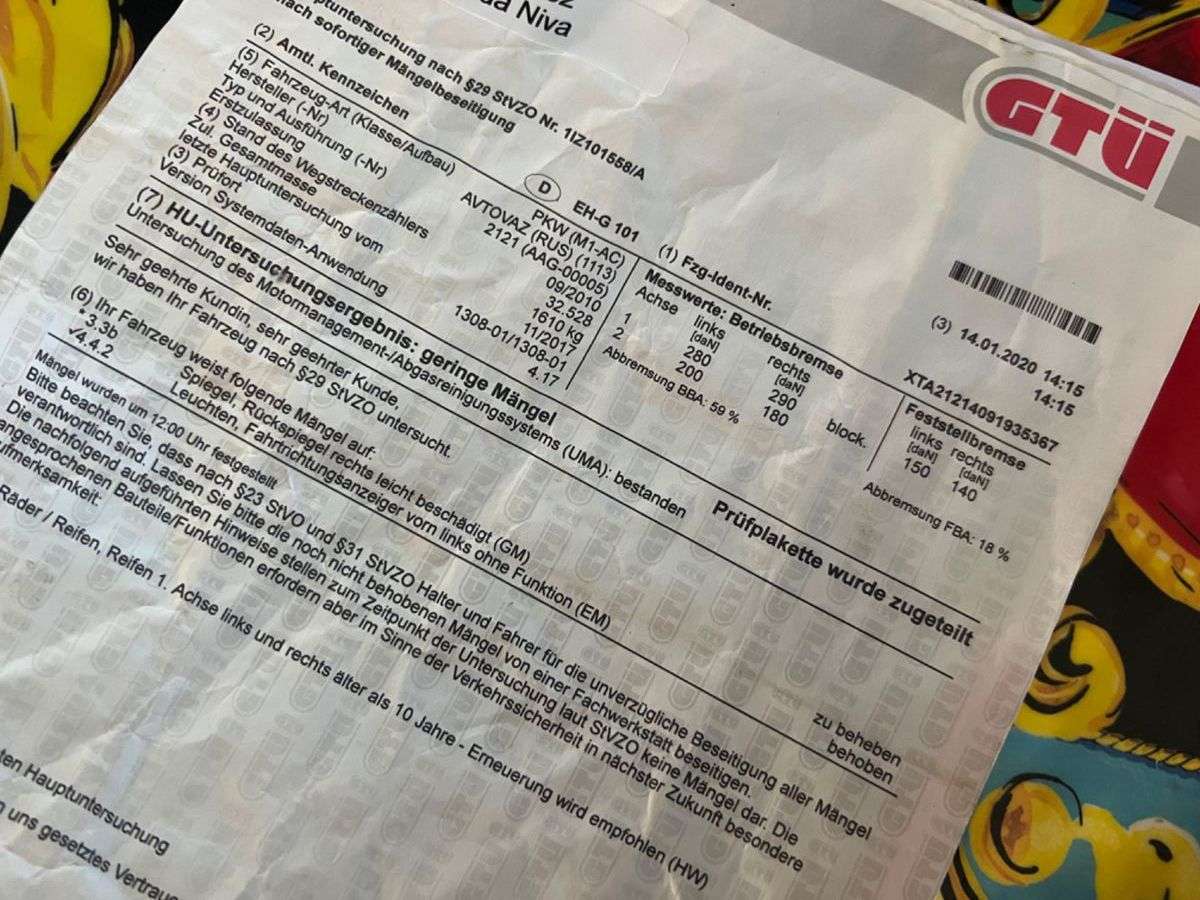 da Niva
GTÜ
ptuntersuchung nach §29 StVZO Nr. 1IZ101558/A
nach sofortiger Mängelbeseitigung
(2) Amtl. Kennzeichen D EH-G 101 (1) Fzg-Ident-Nr. XTA21214091935367
(3) 14.01.2020 14:15
14:15
(5) Fahrzeug-Art (Klasse/Aufbau) PKW (M1-AC)
Hersteller (-Nr) AVTOVAZ (RUS) (1113)
Typ und Ausführung (-Nr) 2121 (AAG-00005)
Erstzulassung 09/2010
(4) Stand des Wegstreckenzählers 32.528
Zul. Gesamtmasse 1610 kg
letzte Hauptuntersuchung vom 11/2017
(3) Prüfort 1308-01/1308-01
Version Systemdaten-Anwendung 4.17
Messwerte: Betriebsbremse
Achse links rechts block.
[daN] [daN]
1 280 290
2 200 180
Abbremsung BBA: 59 %
Feststellbremse
links rechts
[daN] [daN]
150 140
Abbremsung FBA: 18 %
(7) HU-Untersuchungsergebnis: geringe Mängel Prüfplakette wurde zugeteilt
Untersuchung des Motormanagement-/Abgasreinigungssystems (UMA): bestanden
Sehr geehrte Kundin, sehr geehrter Kunde,
wir haben Ihr Fahrzeug nach §29 StVZO untersucht.
(6) Ihr Fahrzeug weist folgende Mängel auf:
* 3.3b Spiegel, Rückspiegel rechts leicht beschädigt (GM) zu beheben
√4.4.2 Leuchten, Fahrtrichtungsanzeiger vorn links ohne Funktion (EM) behoben
Mängel wurden um 12:00 Uhr festgestellt
Bitte beachten Sie, dass nach §23 StVO und §31 StVZO Halter und Fahrer für die unverzügliche Beseitigung aller Mängel
verantwortlich sind. Lassen Sie bitte die noch nicht behobenen Mängel von einer Fachwerkstatt beseitigen.
Die nachfolgend aufgeführten Hinweise stellen zum Zeitpunkt der Untersuchung laut StVZO keine Mängel dar. Die
angesprochenen Bauteile/Funktionen erfordern aber im Sinne der Verkehrssicherheit in nächster Zukunft besondere
ufmerksamkeit:
Räder / Reifen, Reifen 1. Achse links und rechts älter als 10 Jahre - Erneuerung wird empfohlen (HW)
ten Hauptuntersuchung
n uns gesetztes Vertraue